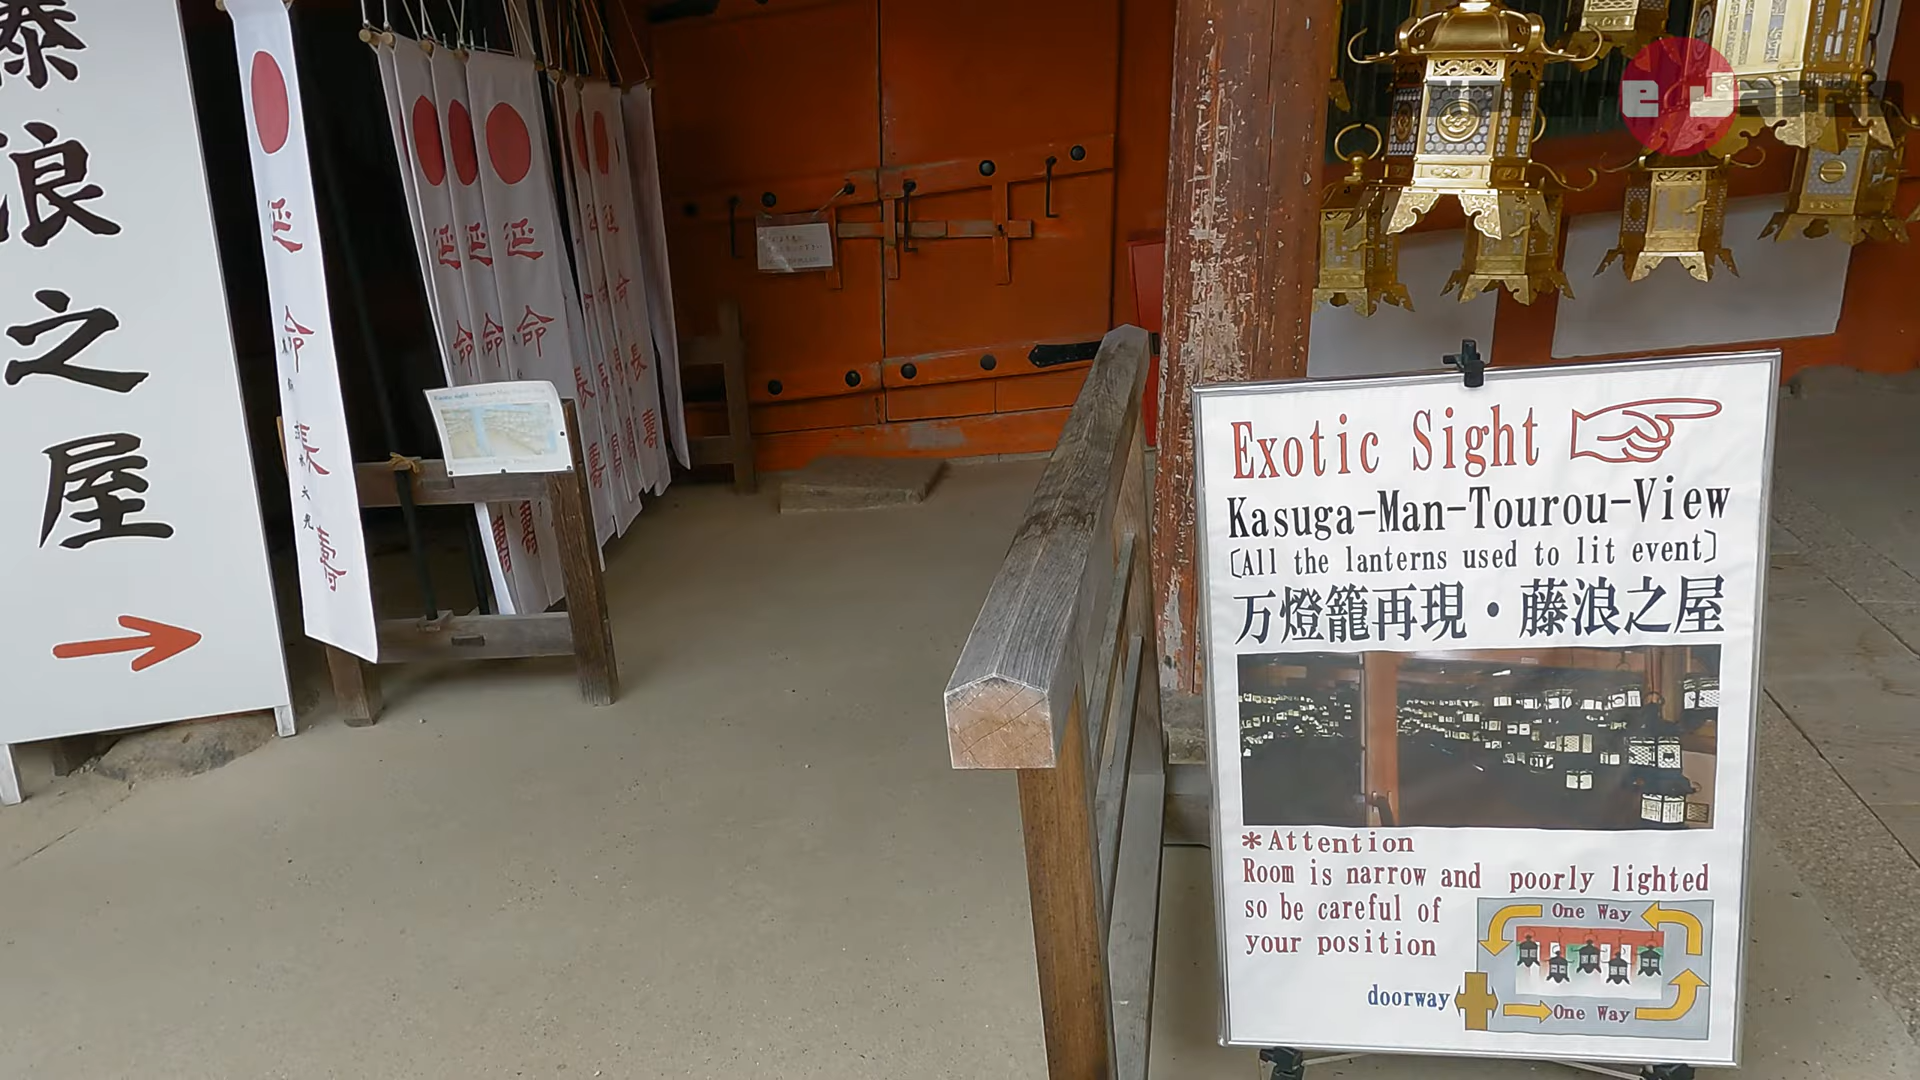 藤浪之屋
延命長寿
延命
延命
延命長寿
Exotic Sight
Kasuga-Man-Tourou-View
[All the lanterns used to lit event]
万燈籠再現・藤浪之屋
*Attention
Room is narrow and poorly lighted
so be careful of
your position
One Way
doorway
One Way